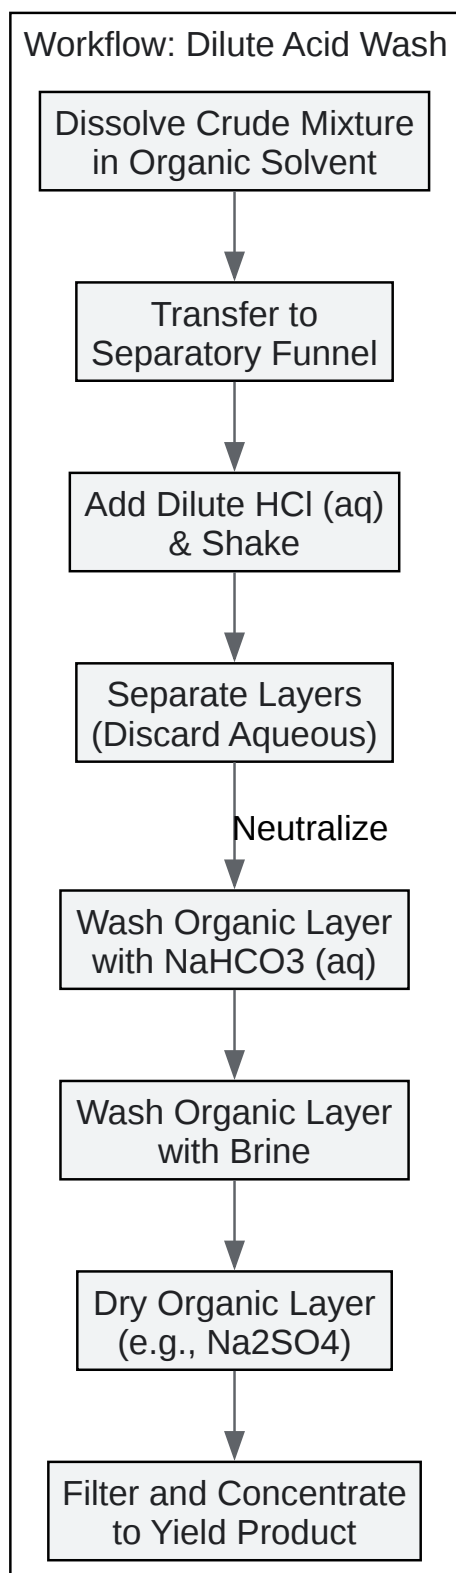 Workflow: Dilute Acid Wash
Dissolve Crude Mixture
in Organic Solvent
Transfer to
Separatory Funnel
Add Dilute HCl (aq)
& Shake
Separate Layers
(Discard Aqueous)
Neutralize
Wash Organic Layer
with NaHCO3 (aq)
Wash Organic Layer
with Brine
Dry Organic Layer
(e.g., Na2SO4)
Filter and Concentrate
to Yield Product